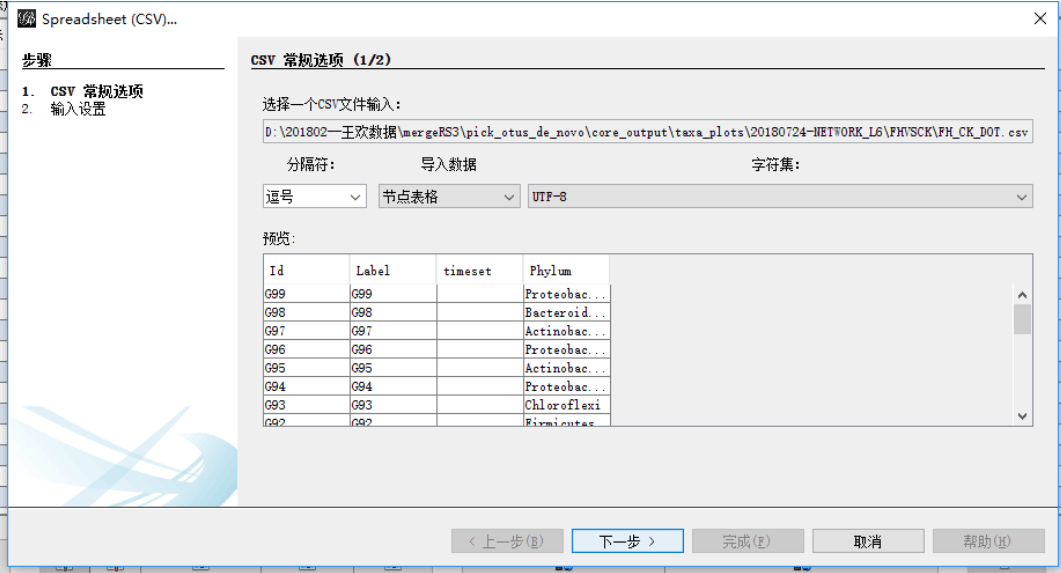 Spreadsheet (CSV)...
步骤
1. CSV 常规选项
2. 输入设置
CSV 常规选项 (1/2)
选择一个CSV文件输入:
D:\201802一王欢数据\mergeRS3\pick_otus_de_novo\core_output\taxa_plots\20180724-NETWORK_L6\FHVSCK\FH_CK_DOT.csv
分隔符: 导入数据 字符集:
逗号 节点表格 UTF-8
预览:
Id Label timeset Phylum
G99 G99 Proteobac...
G98 G98 Bacteroid...
G97 G97 Actinobac...
G96 G96 Proteobac...
G95 G95 Actinobac...
G94 G94 Proteobac...
G93 G93 Chloroflexi
G92 G92 Firmicutes
< 上一步(B) 下一步 > 完成(F) 取消 帮助(H)